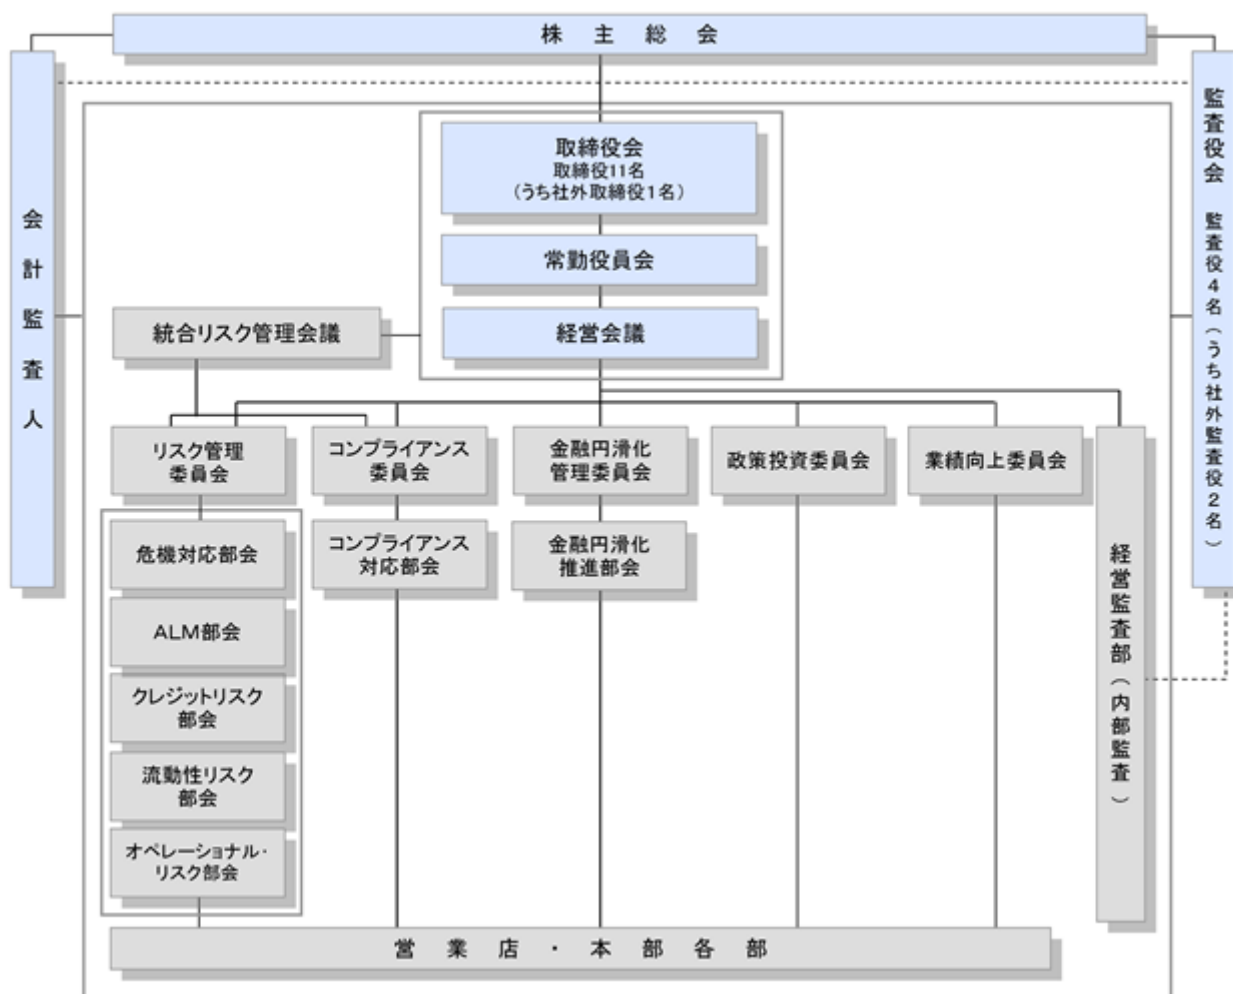 株主総会
会計監査人
監査役会 監査役4名(うち社外監査役2名)
取締役会
取締役11名
(うち社外取締役1名)
常勤役員会
経営会議
統合リスク管理会議
リスク管理
委員会
コンプライアンス
委員会
金融円滑化
管理委員会
政策投資委員会
業績向上委員会
経営監査部(内部監査)
危機対応部会
コンプライアンス
対応部会
金融円滑化
推進部会
ALM部会
クレジットリスク
部会
流動性リスク
部会
オペレーショナル・
リスク部会
営業店・本部各部